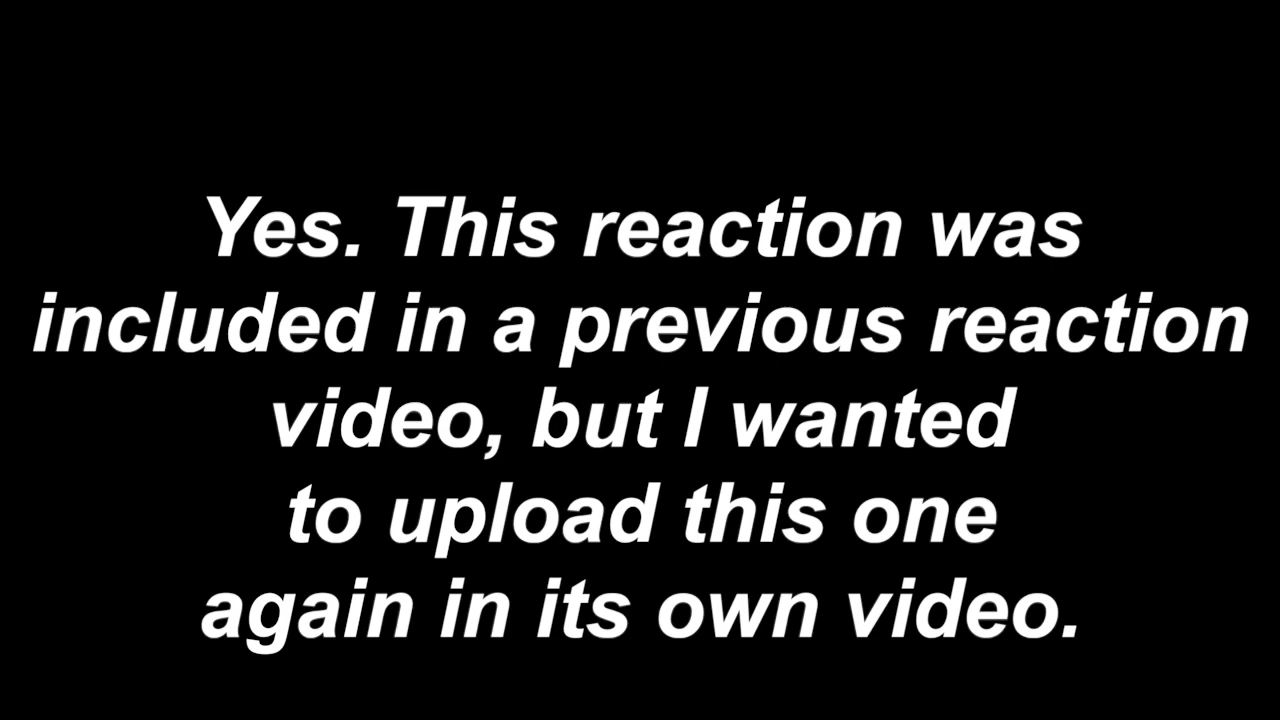 Yes. This reaction was
included in a previous reaction
video, but I wanted
to upload this one
again in its own video.